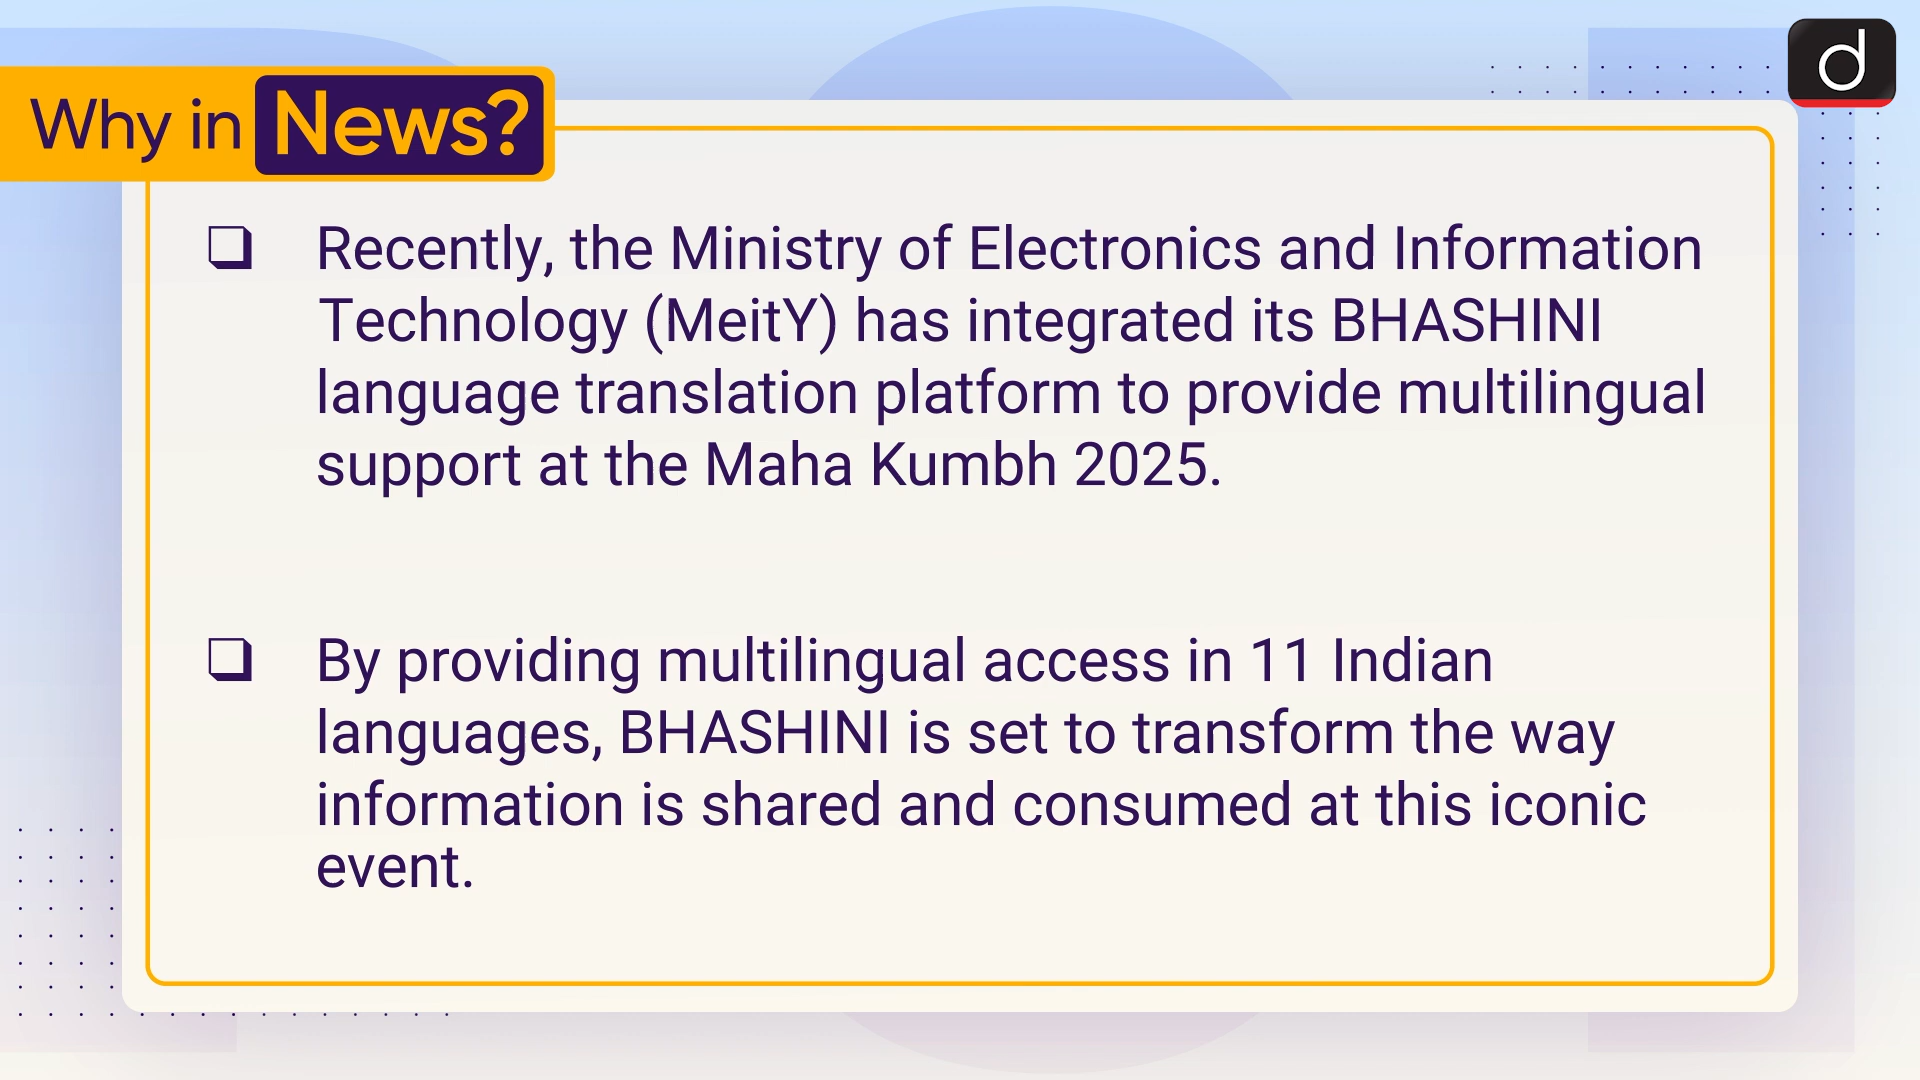 Why in News?
Recently, the Ministry of Electronics and Information
Technology (MeitY) has integrated its BHASHINI
language translation platform to provide multilingual
support at the Maha Kumbh 2025.
By providing multilingual access in 11 Indian
languages, BHASHINI is set to transform the way
information is shared and consumed at this iconic
event.
d